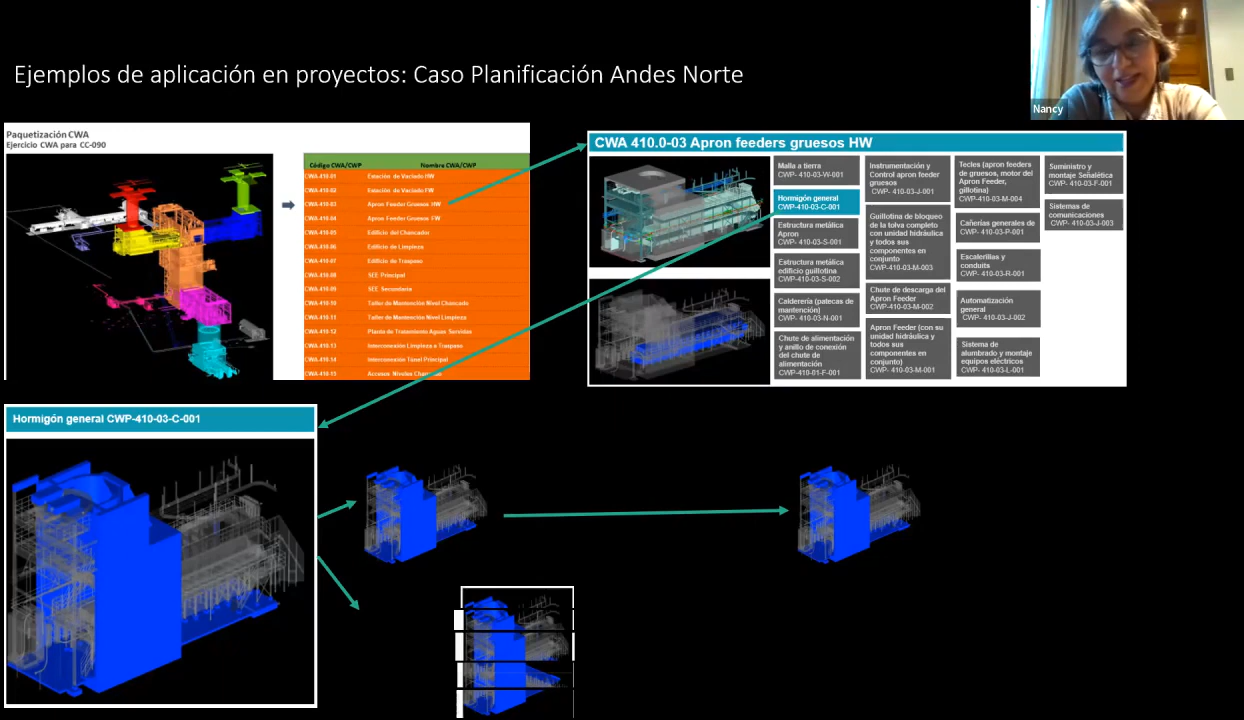 Ejemplos de aplicación en proyectos: Caso Planificación Andes Norte
Nancy
Paquetización CWA
Ejercicio CWA para CC-090
Código CWA/CWP Nombre CWA/CWP
CWA-410-01 Estación de Vaciado HW
CWA-410-02 Estación de Vaciado FW
CWA-410-03 Apron Feeder Gruesos HW
CWA-410-04 Apron Feeder Gruesos FW
CWA-410-05 Edificio del Chancador
CWA-410-06 Edificio de Limpieza
CWA-410-07 Edificio de Traspaso
CWA-410-08 SEE Principal
CWA-410-09 SEE Secundaria
CWA-410-10 Taller de Mantención Nivel Chancado
CWA-410-11 Taller de Mantención Nivel Limpieza
CWA-410-12 Planta de Tratamiento Aguas Servidas
CWA-410-13 Interconexión Limpieza a Traspaso
CWA-410-14 Interconexión Túnel Principal
CWA-410-15 Accesos Niveles
CWA 410.0-03 Apron feeders gruesos HW
Malla a tierra
CWP- 410-03-W-001
Hormigón general
CWP-410-03-C-001
Estructura metálica
Apron
CWP- 410-03-S-001
Estructura metálica
edificio guillotina
CWP-410-03-S-002
Calderería (patecas de
mantención)
CWP- 410-03-N-001
Chute de alimentación
y anillo de conexión
del chute de
alimentación
CWP-410-01-F-001
Instrumentación y
Control apron feeder
gruesos
CWP- 410-03-J-001
Guillotina de bloqueo
de la tolva completo
con unidad hidráulica
y todos sus
componentes en
conjunto
CWP-410-03-M-003
Chute de descarga del
Apron Feeder
CWP- 410-03-M-002
Apron Feeder (con su
unidad hidráulica y
todos sus
componentes en
conjunto)
CWP- 410-03-M-001
Tecles (apron feeders
de gruesos, motor del
Apron Feeder,
gillotina)
CWP- 410-03-M-004
Cañerías generales de
CWP- 410-03-P-001
Escalerillas y
conduits
CWP- 410-03-R-001
Automatización
general
CWP- 410-03-J-002
Sistema de
alumbrado y montaje
equipos eléctricos
CWP- 410-03-L-001
Suministro y
montaje Señalética
CWP- 410-03-F-001
Sistemas de
comunicaciones
CWP- 410-03-J-003
Hormigón general CWP-410-03-C-001